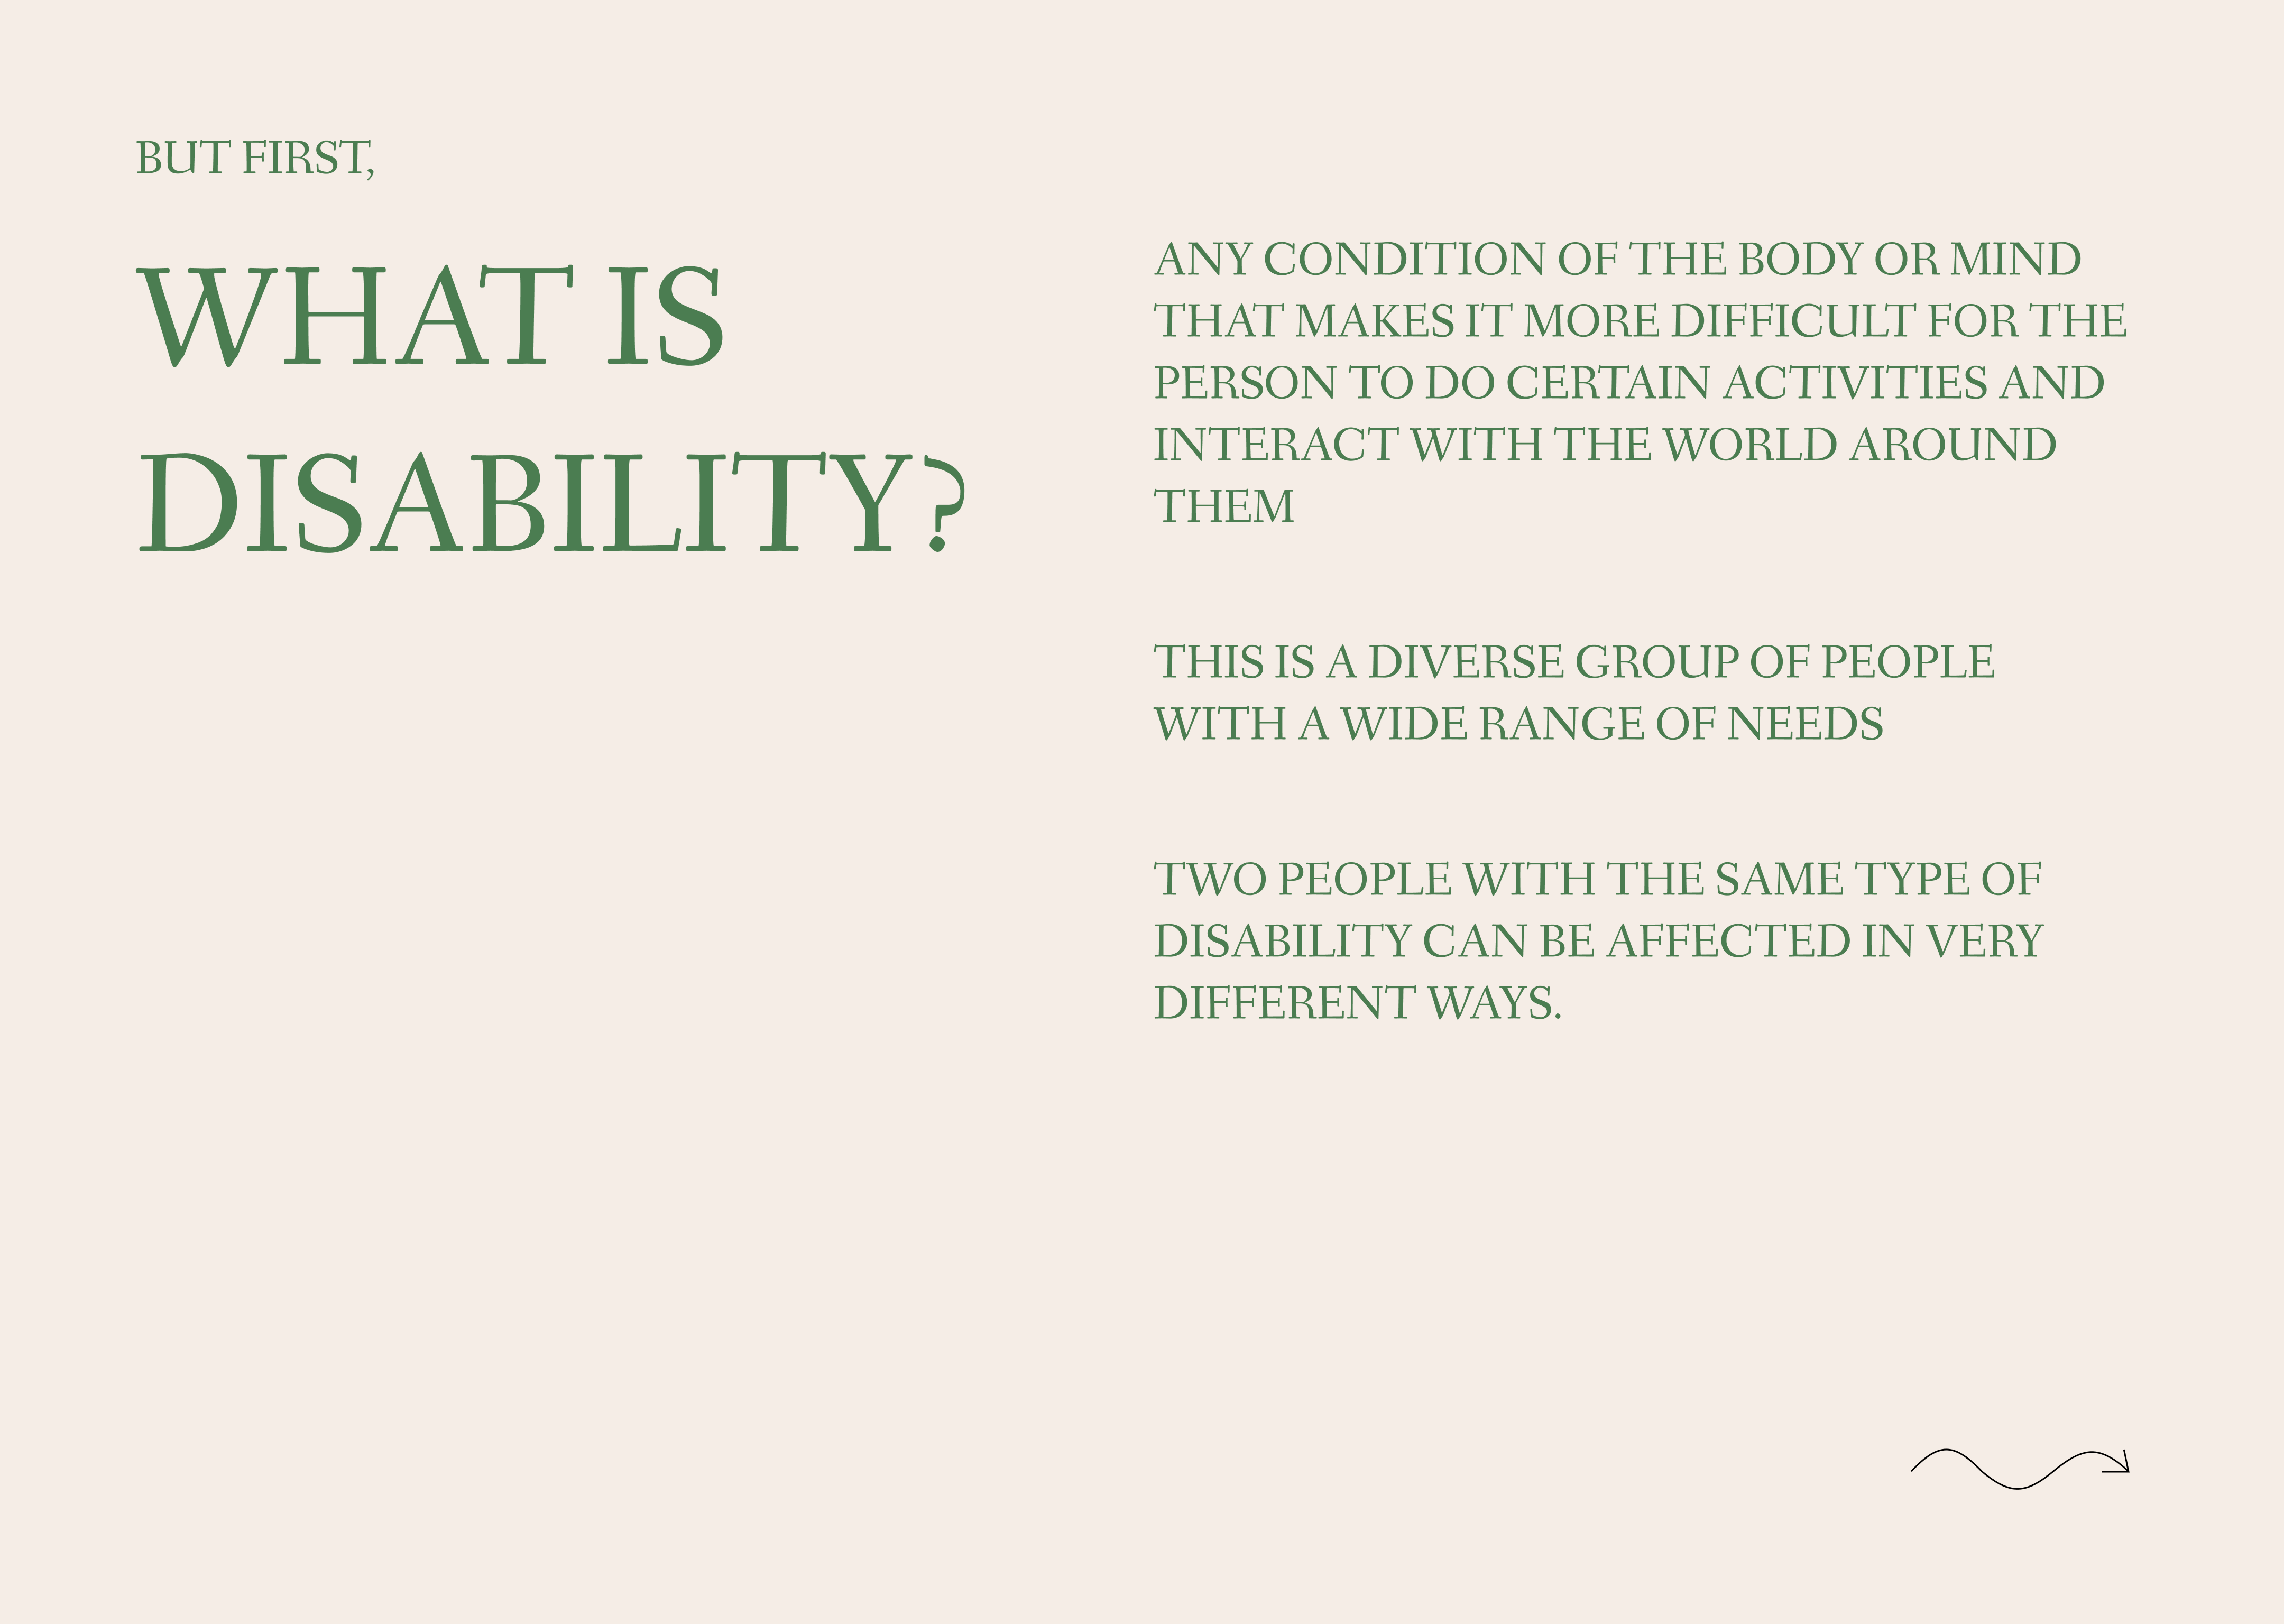 BUT FIRST,
WHAT IS
DISABILITY?
ANY CONDITION OF THE BODY OR MIND
THAT MAKES IT MORE DIFFICULT FOR THE
PERSON TO DO CERTAIN ACTIVITIES AND
INTERACT WITH THE WORLD AROUND
THEM
THIS IS A DIVERSE GROUP OF PEOPLE
WITH A WIDE RANGE OF NEEDS
TWO PEOPLE WITH THE SAME TYPE OF
DISABILITY CAN BE AFFECTED IN VERY
DIFFERENT WAYS.